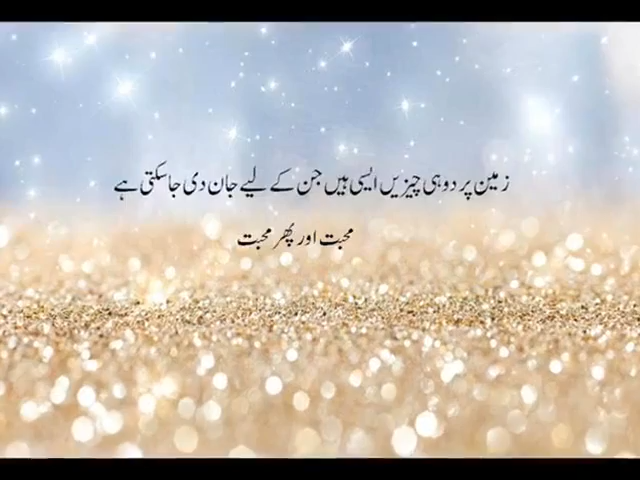 زمین پر دو ہی چیزیں ایسی ہیں جن کے لیے جان دی جا سکتی ہے
محبت اور پھر محبت